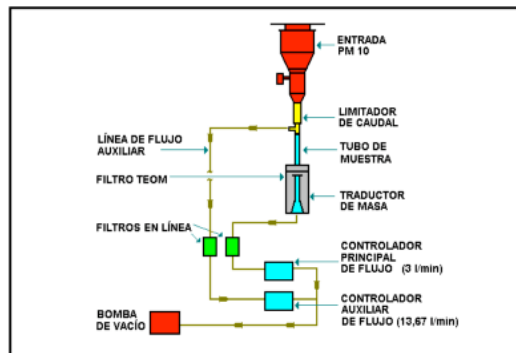 ENTRADA
PM 10
LIMITADOR
DE CAUDAL
LÍNEA DE FLUJO
AUXILIAR
TUBO DE
MUESTRA
FILTRO TEOM
TRADUCTOR
DE MASA
FILTROS EN LÍNEA
CONTROLADOR
PRINCIPAL
DE FLUJO (3 l/min)
CONTROLADOR
AUXILIAR
DE FLUJO (13,67 l/min)
BOMBA
DE VACÍO